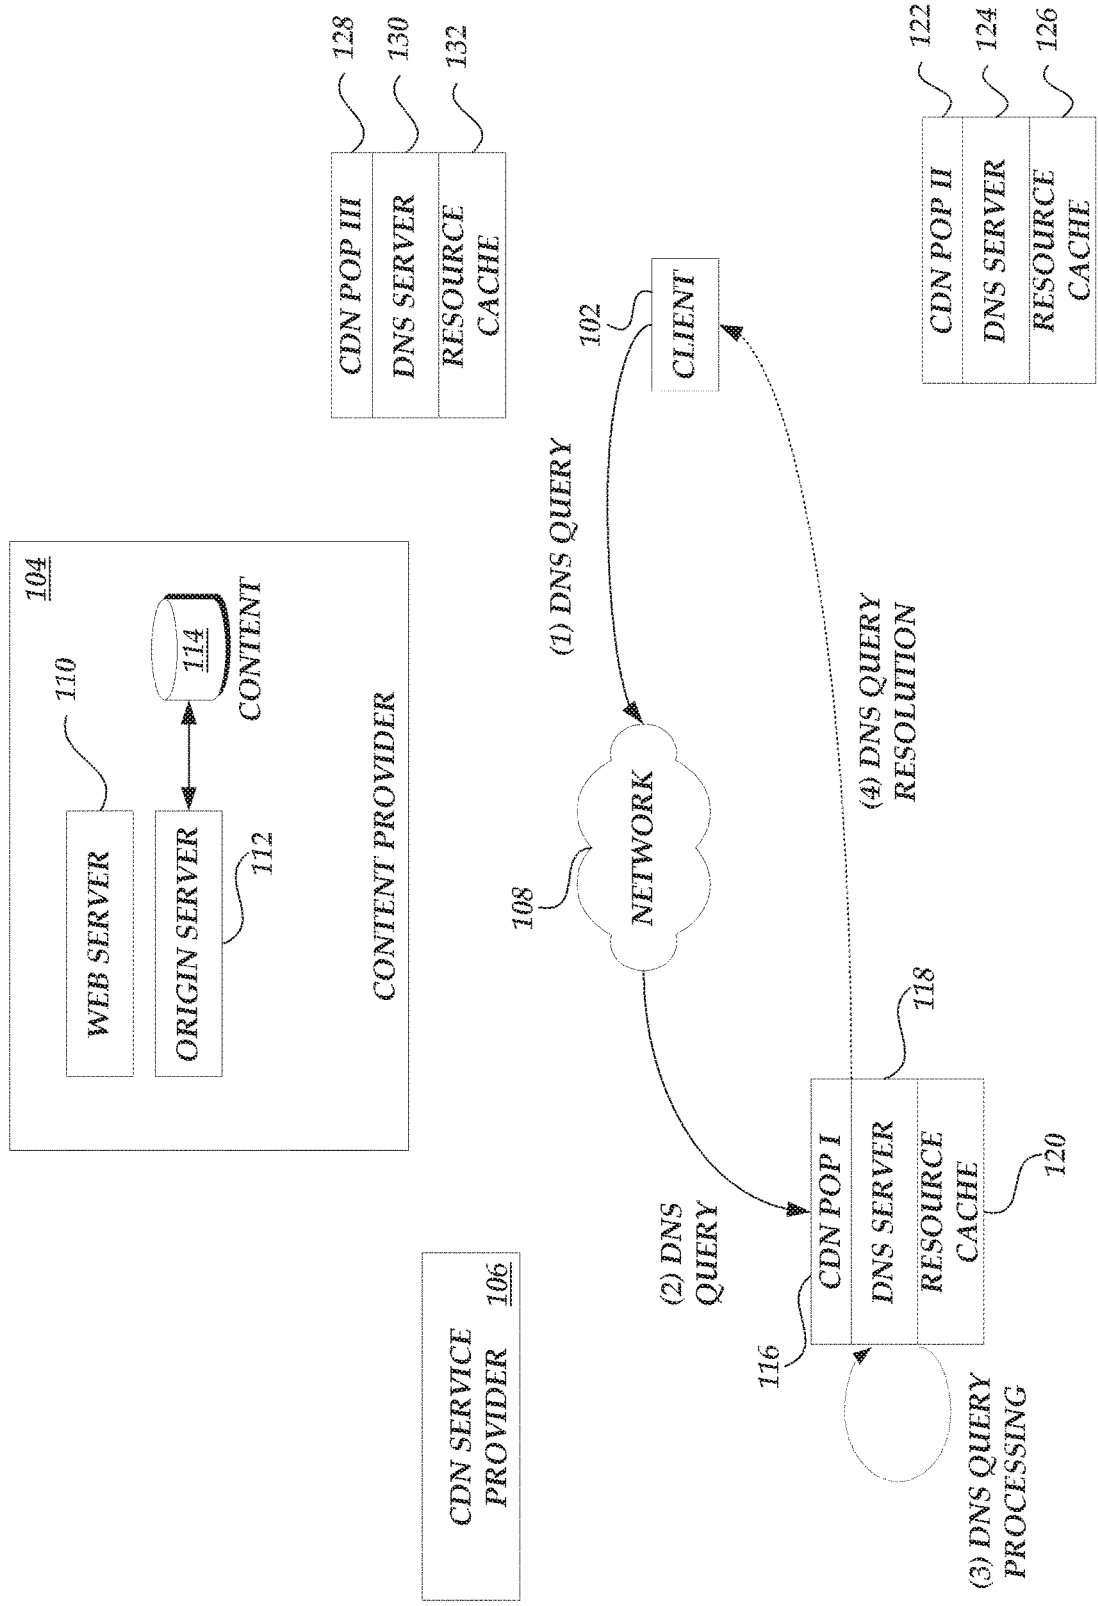 104
WEB SERVER
110
ORIGIN SERVER
112
114
CONTENT
CONTENT PROVIDER
CDN SERVICE
PROVIDER
106
CDN POP III
DNS SERVER
RESOURCE
CACHE
128
130
132
(1) DNS QUERY
102
CLIENT
108
NETWORK
(2) DNS
QUERY
116
CDN POP I
DNS SERVER
RESOURCE
CACHE
118
120
(3) DNS QUERY
PROCESSING
(4) DNS QUERY
RESOLUTION
CDN POP II
DNS SERVER
RESOURCE
CACHE
122
124
126